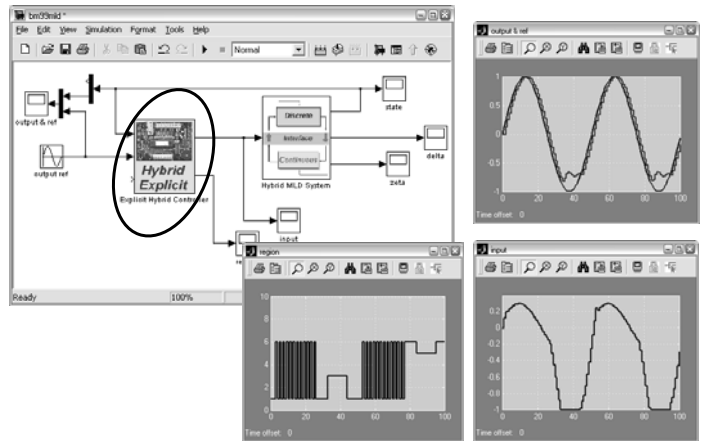 bm99mld *
File Edit View Simulation Format Tools Help
Normal
output & ref
output ref
Hybrid
Explicit
Explicit Hybrid Controller
Discrete
Interface
Continuous
Hybrid MLD System
state
delta
zeta
input
Ready
100%
output & ref
1
0.5
0
-0.5
-1
0 20 40 60 80 100
Time offset: 0
region
10
8
6
4
2
0
0 20 40 60 80 100
Time offset: 0
input
0.2
0
-0.2
-0.4
-0.6
-0.8
-1
0 20 40 60 80 100
Time offset: 0